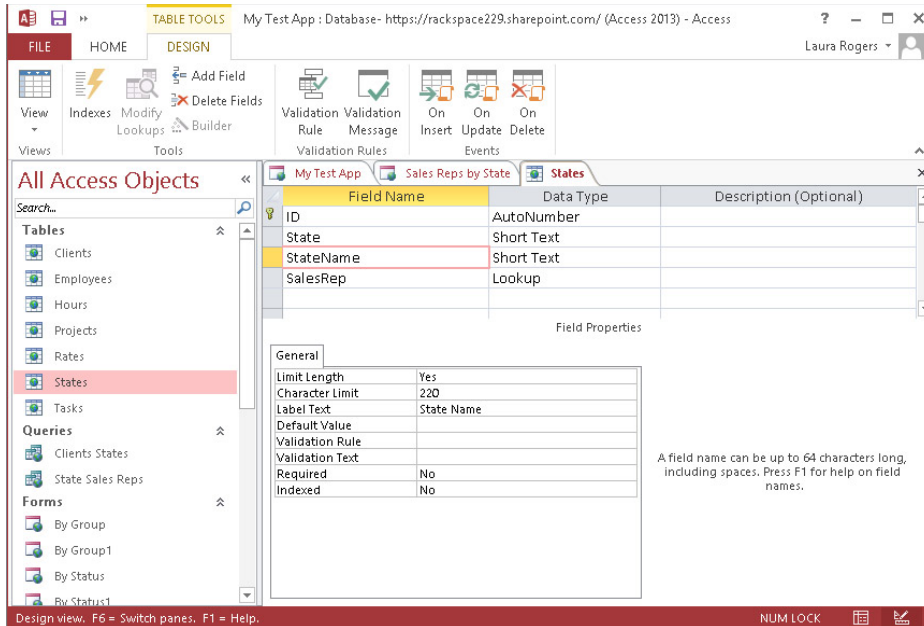 TABLE TOOLS My Test App : Database- https://rackspace229.sharepoint.com/ (Access 2013) - Access
FILE HOME DESIGN Laura Rogers
View Indexes Modify Lookups Add Field Delete Fields Builder
Validation Rule Validation Message On Insert On Update On Delete
Views Tools Validation Rules Events
All Access Objects
Search...
Tables
Clients
Employees
Hours
Projects
Rates
States
Tasks
Queries
Clients States
State Sales Reps
Forms
By Group
By Group1
By Status
By Status1
My Test App Sales Reps by State States
Field Name Data Type Description (Optional)
ID AutoNumber
State Short Text
StateName Short Text
SalesRep Lookup
Field Properties
General
Limit Length Yes
Character Limit 220
Label Text State Name
Default Value
Validation Rule
Validation Text
Required No
Indexed No
A field name can be up to 64 characters long,
including spaces. Press F1 for help on field
names.
Design view. F6 = Switch panes. F1 = Help. NUM LOCK